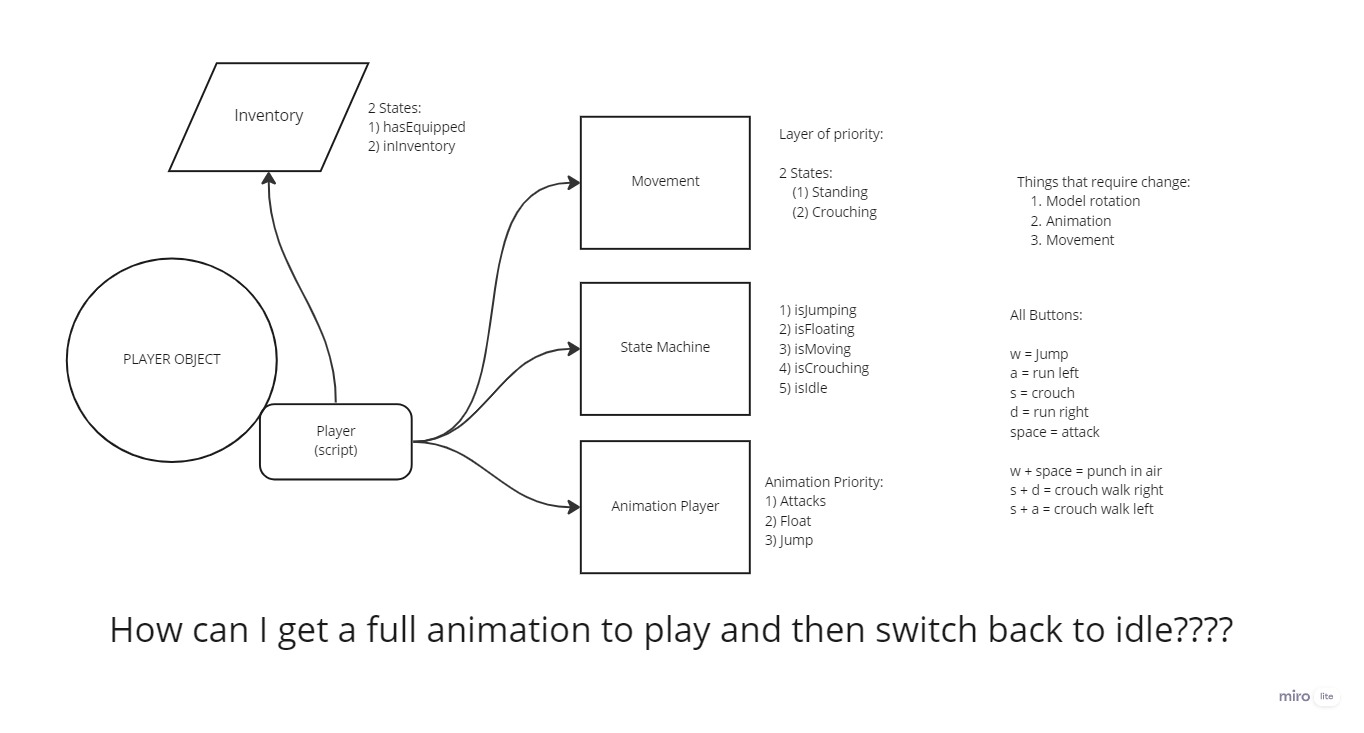 Inventory
2 States:
1) hasEquipped
2) inInventory
PLAYER OBJECT
Player
(script)
Movement
Layer of priority:
2 States:
(1) Standing
(2) Crouching
State Machine
1) isJumping
2) isFloating
3) isMoving
4) isCrouching
5) isIdle
Animation Player
Animation Priority:
1) Attacks
2) Float
3) Jump
Things that require change:
1. Model rotation
2. Animation
3. Movement
All Buttons:
w = Jump
a = run left
s = crouch
d = run right
space = attack
w + space = punch in air
s + d = crouch walk right
s + a = crouch walk left
How can I get a full animation to play and then switch back to idle????
miro lite